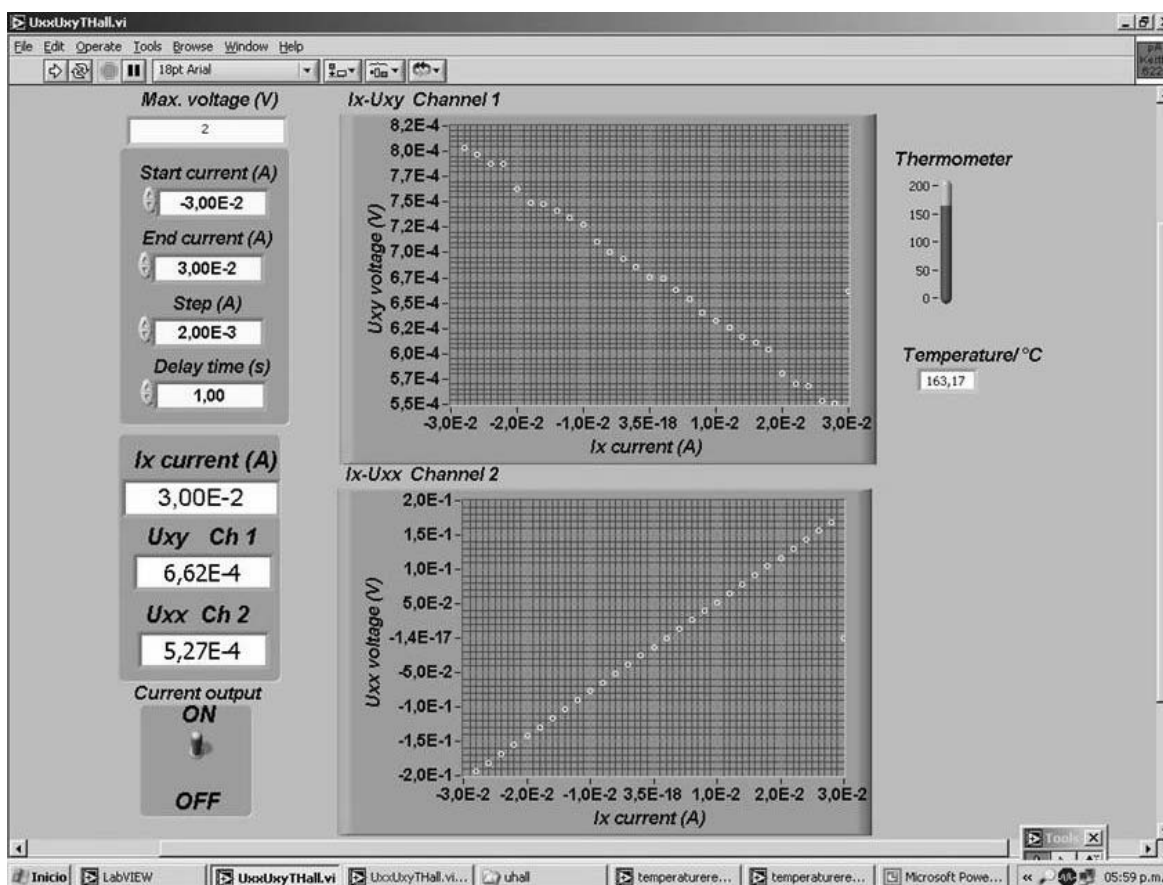 UxxUxyTHall.vi
File Edit Operate Tools Browse Window Help
18pt Arial
Max. voltage (V)
2
Start current (A)
-3,00E-2
End current (A)
3,00E-2
Step (A)
2,00E-3
Delay time (s)
1,00
Ix current (A)
3,00E-2
Uxy Ch 1
6,62E-4
Uxx Ch 2
5,27E-4
Current output
ON
OFF
Ix-Uxy Channel 1
Uxy voltage (V)
8,2E-4
8,0E-4
7,7E-4
7,5E-4
7,2E-4
7,0E-4
6,7E-4
6,5E-4
6,2E-4
6,0E-4
5,7E-4
5,5E-4
-3,0E-2 -2,0E-2 -1,0E-2 3,5E-18 1,0E-2 2,0E-2 3,0E-2
Ix current (A)
Ix-Uxx Channel 2
Uxx voltage (V)
2,0E-1
1,5E-1
1,0E-1
5,0E-2
-1,4E-17
-5,0E-2
-1,0E-1
-1,5E-1
-2,0E-1
-3,0E-2 -2,0E-2 -1,0E-2 3,5E-18 1,0E-2 2,0E-2 3,0E-2
Ix current (A)
Thermometer
200
150
100
50
0
Temperature/ °C
163,17
Tools
Inicio LabVIEW UxxUxyTHall.vi UxxUxyTHall.vi... uhall temperaturere... temperaturere... Microsoft Powe... « 05:59 p.m.